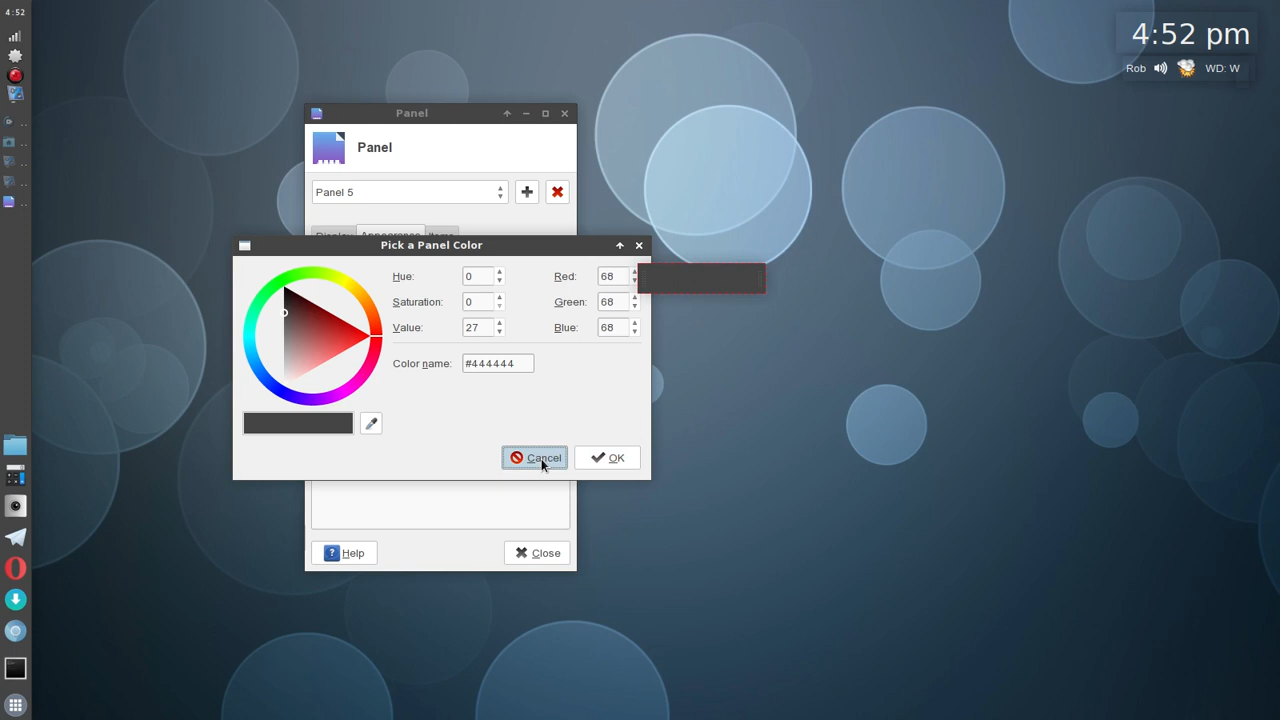 4:52
..
..
..
..
..
4:52 pm
Rob
WD: W
Panel
Panel
Panel 5
Pick a Panel Color
Hue: 0 Red: 68
Saturation: 0 Green: 68
Value: 27 Blue: 68
Color name: #444444
Cancel OK
? Help Close